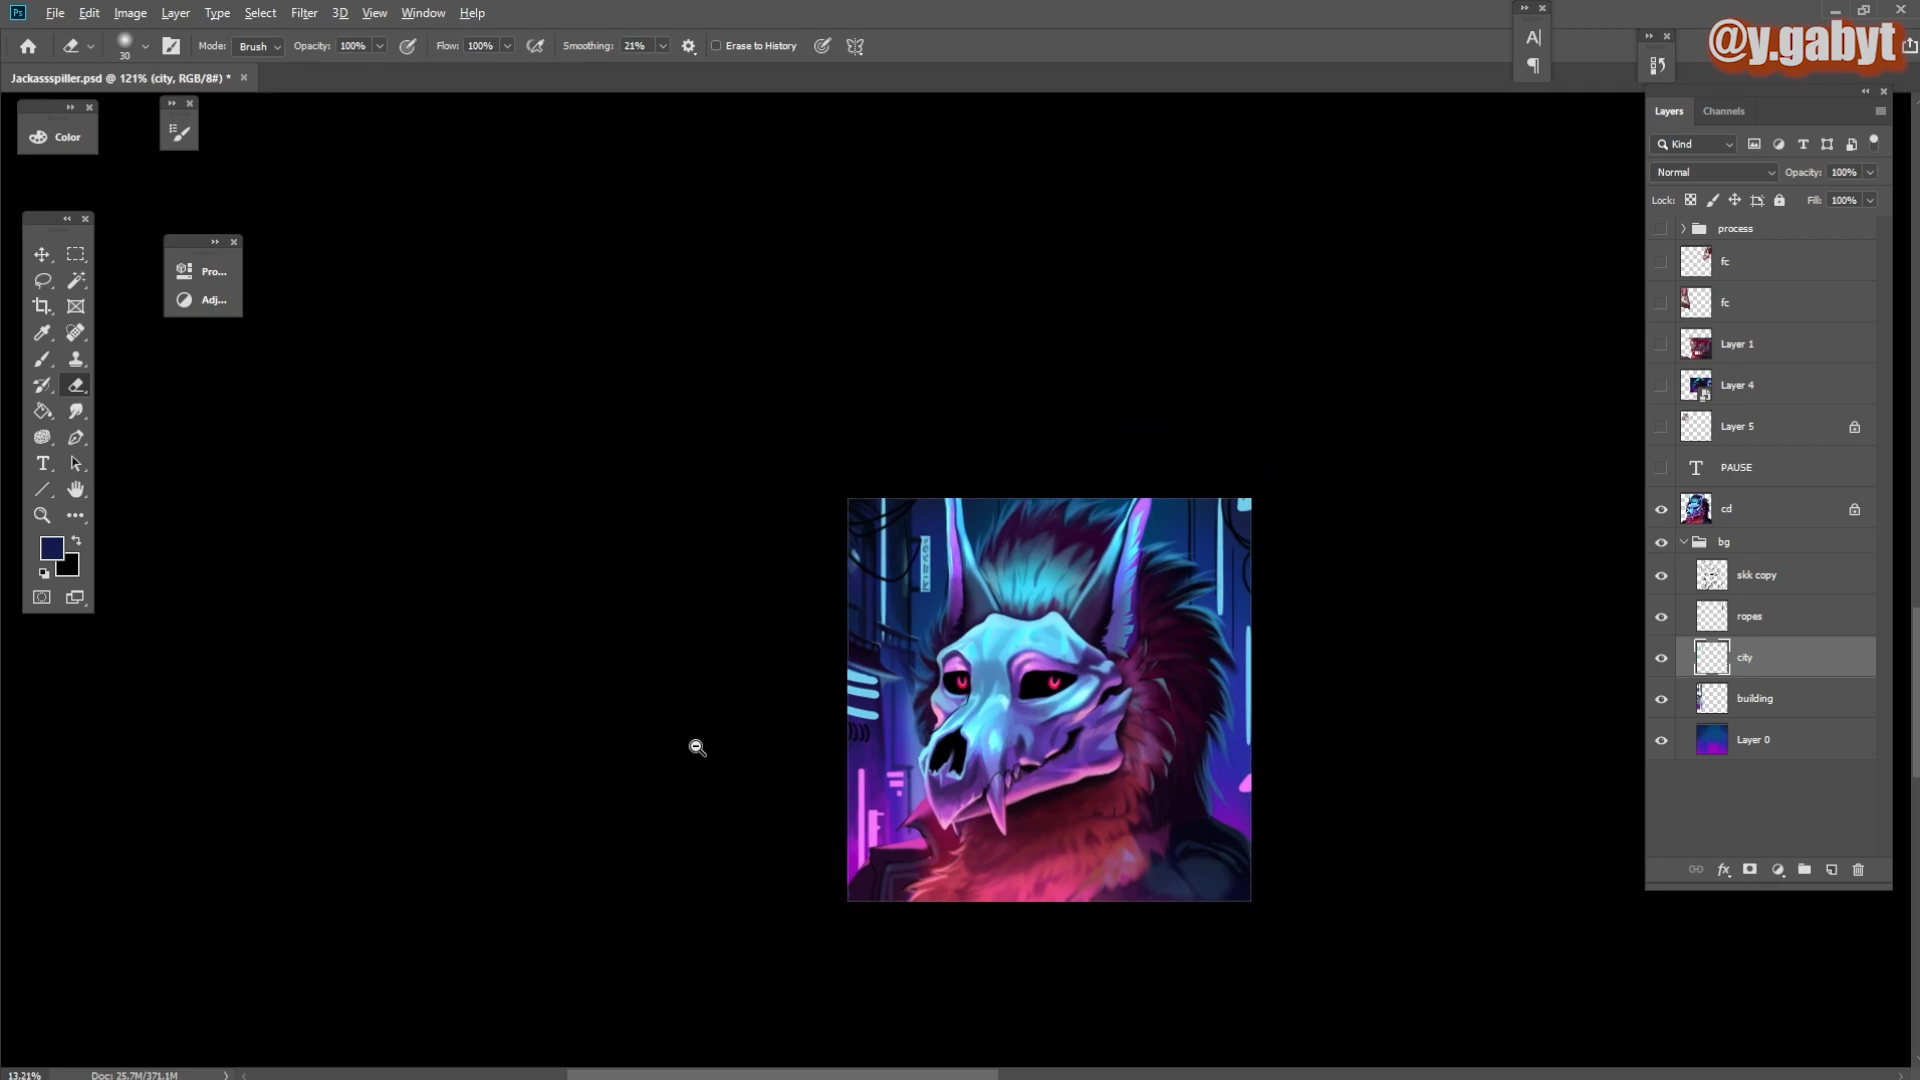 Ps File Edit Image Layer Type Select Filter 3D View Window Help
30 Mode: Brush Opacity: 100% Flow: 100% Smoothing: 21% Erase to History
@y.gabyt
Jackassspiller.psd @ 121% (city, RGB/8#) *
Color
Pro...
Adj...
Layers Channels
Kind
Normal Opacity: 100%
Lock: Fill: 100%
process
fc
fc
Layer 1
Layer 4
Layer 5
PAUSE
cd
bg
skk copy
ropes
city
building
Layer 0
13.21% Doc: 25.7M/371.1M